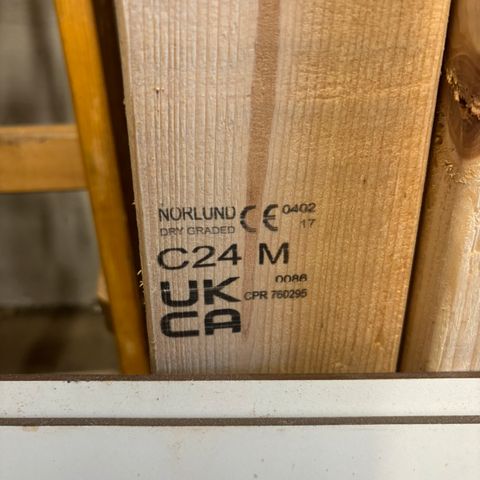 NORLUND CE 0402
DRY GRADED 17
C24 M
0086
UK CPR 760295
CA